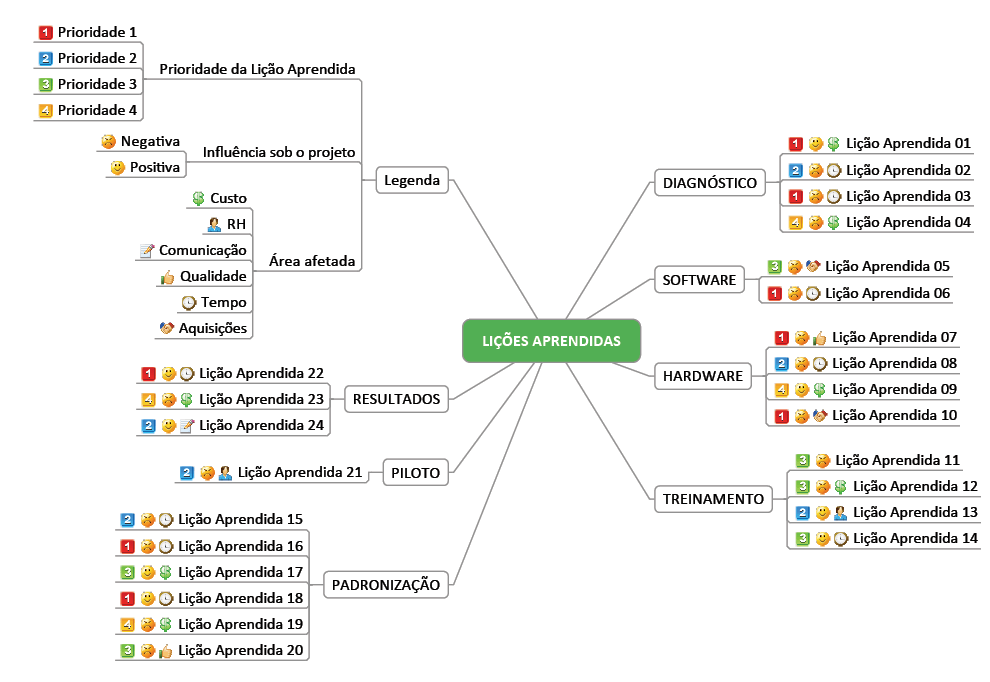 1 Prioridade 1
2 Prioridade 2
3 Prioridade 3
4 Prioridade 4
Prioridade da Lição Aprendida
Negativa
Positiva
Influência sob o projeto
$ Custo
RH
Comunicação
Qualidade
Tempo
Aquisições
Área afetada
Legenda
LIÇÕES APRENDIDAS
DIAGNÓSTICO
1 $ Lição Aprendida 01
2 Lição Aprendida 02
1 Lição Aprendida 03
4 $ Lição Aprendida 04
SOFTWARE
3 Lição Aprendida 05
1 Lição Aprendida 06
HARDWARE
1 Lição Aprendida 07
2 Lição Aprendida 08
4 $ Lição Aprendida 09
1 Lição Aprendida 10
TREINAMENTO
3 Lição Aprendida 11
3 $ Lição Aprendida 12
2 Lição Aprendida 13
3 Lição Aprendida 14
RESULTADOS
1 Lição Aprendida 22
4 $ Lição Aprendida 23
2 Lição Aprendida 24
PILOTO
2 Lição Aprendida 21
PADRONIZAÇÃO
2 Lição Aprendida 15
1 Lição Aprendida 16
3 $ Lição Aprendida 17
1 Lição Aprendida 18
4 $ Lição Aprendida 19
3 Lição Aprendida 20